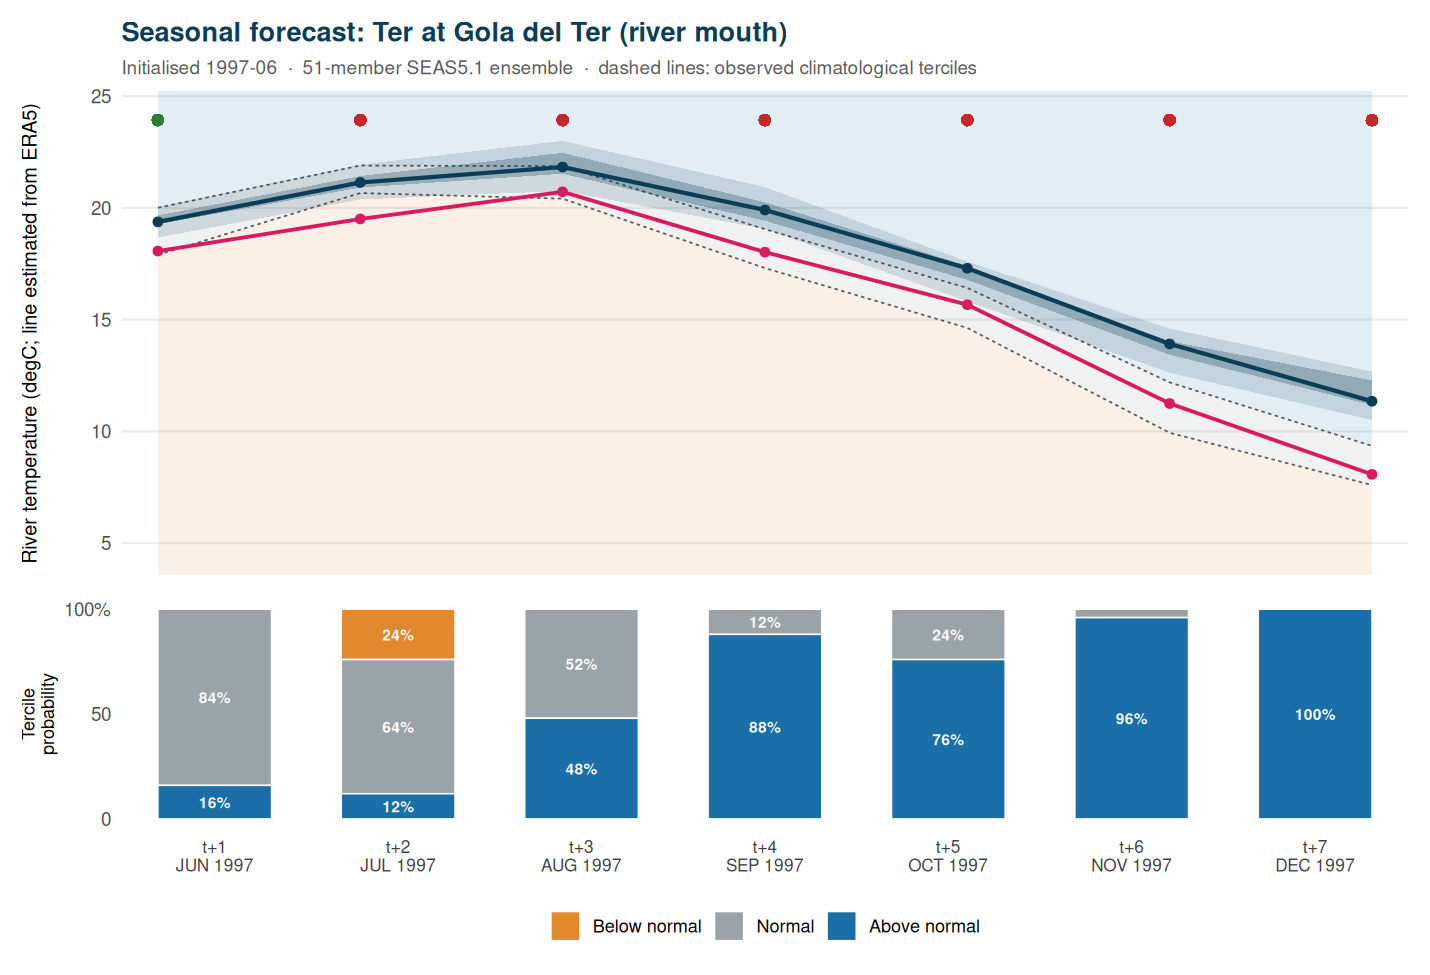 Seasonal forecast: Ter at Gola del Ter (river mouth)
Initialised 1997-06 · 51-member SEAS5.1 ensemble · dashed lines: observed climatological terciles
River temperature (degC; line estimated from ERA5)
25
20
15
10
5
Tercile
probability
100%
50
0
84%
16%
24%
64%
12%
52%
48%
12%
88%
24%
76%
96%
100%
t+1
JUN 1997
t+2
JUL 1997
t+3
AUG 1997
t+4
SEP 1997
t+5
OCT 1997
t+6
NOV 1997
t+7
DEC 1997
Below normal
Normal
Above normal